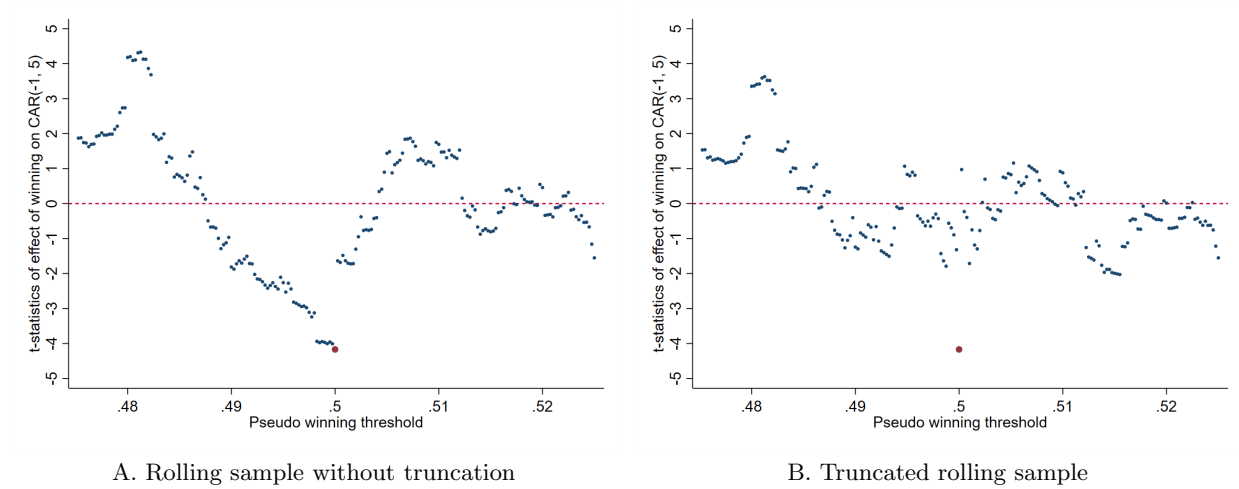 t-statistics of effect of winning on CAR(-1, 5)
5
4
3
2
1
0
-1
-2
-3
-4
-5
.48 .49 .5 .51 .52
Pseudo winning threshold
A. Rolling sample without truncation
t-statistics of effect of winning on CAR(-1, 5)
5
4
3
2
1
0
-1
-2
-3
-4
-5
.48 .49 .5 .51 .52
Pseudo winning threshold
B. Truncated rolling sample